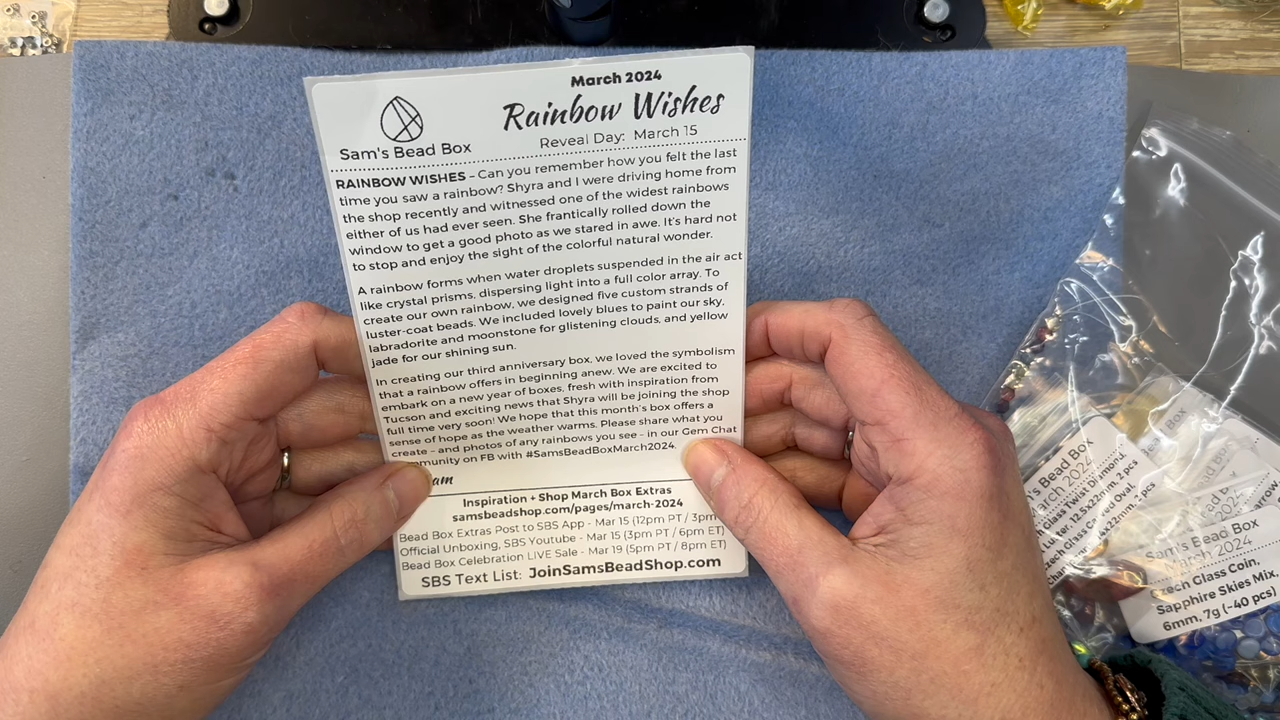 March 2024
Rainbow Wishes
Reveal Day: March 15
Sam's Bead Box
RAINBOW WISHES – Can you remember how you felt the last
time you saw a rainbow? Shyra and I were driving home from
the shop recently and witnessed one of the widest rainbows
either of us had ever seen. She frantically rolled down the
window to get a good photo as we stared in awe. It's hard not
to stop and enjoy the sight of the colorful natural wonder.
A rainbow forms when water droplets suspended in the air act
like crystal prisms, dispersing light into a full color array. To
create our own rainbow, we designed five custom strands of
luster-coat beads. We included lovely blues to paint our sky,
labradorite and moonstone for glistening clouds, and yellow
jade for our shining sun.
In creating our third anniversary box, we loved the symbolism
that a rainbow offers in beginning anew. We are excited to
embark on a new year of boxes, fresh with inspiration from
Tucson and exciting news that Shyra will be joining the shop
full time very soon! We hope that this month's box offers a
sense of hope as the weather warms. Please share what you
create – and photos of any rainbows you see – in our Gem Chat
mmunity on FB with #SamsBeadBoxMarch2024.
am
Inspiration + Shop March Box Extras
samsbeadshop.com/pages/march-2024
Bead Box Extras Post to SBS App - Mar 15 (12pm PT / 3pm
Official Unboxing, SBS Youtube - Mar 15 (3pm PT / 6pm ET)
Bead Box Celebration LIVE Sale - Mar 19 (5pm PT / 8pm ET)
SBS Text List: JoinSamsBeadShop.com
Sam's Bead Box
March 2024
Czech Glass Coin,
Sapphire Skies Mix,
6mm, 7g (~40 pcs)
m's Bead Box
March 2024
Glass Twist Diamond,
12.5x22mm, 2 pcs